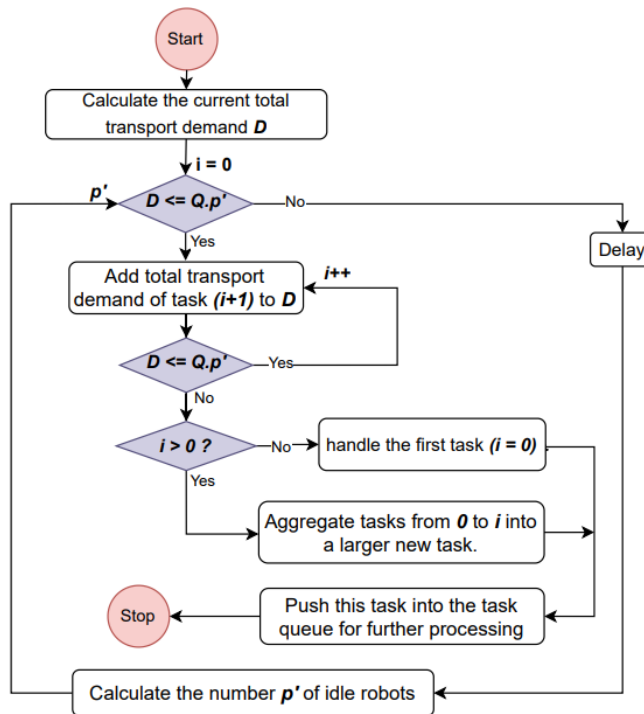 Start
Calculate the current total
transport demand D
i = 0
p'
D <= Q.p'
No
Yes
Delay
Add total transport
demand of task (i+1) to D
i++
D <= Q.p'
Yes
No
i > 0 ?
No
handle the first task (i = 0) .
Yes
Aggregate tasks from 0 to i into
a larger new task.
Stop
Push this task into the task
queue for further processing
Calculate the number p' of idle robots